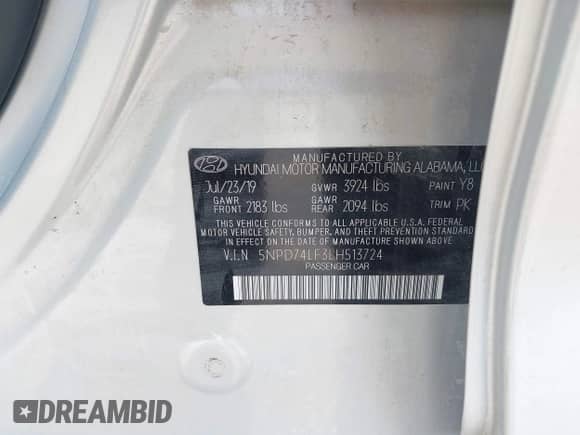 MANUFACTURED BY
HYUNDAI MOTOR MANUFACTURING ALABAMA, LLC
Jul/23/19 GVWR 3924 lbs PAINT Y8
GAWR FRONT 2183 lbs GAWR REAR 2094 lbs TRIM PK
THIS VEHICLE CONFORMS TO ALL APPLICABLE U.S.A. FEDERAL
MOTOR VEHICLE SAFETY, BUMPER, AND THEFT PREVENTION STANDARDS
IN EFFECT ON THE DATE OF MANUFACTURE SHOWN ABOVE.
V.I.N 5NPD74LF3LH513724
PASSENGER CAR
DREAMBID